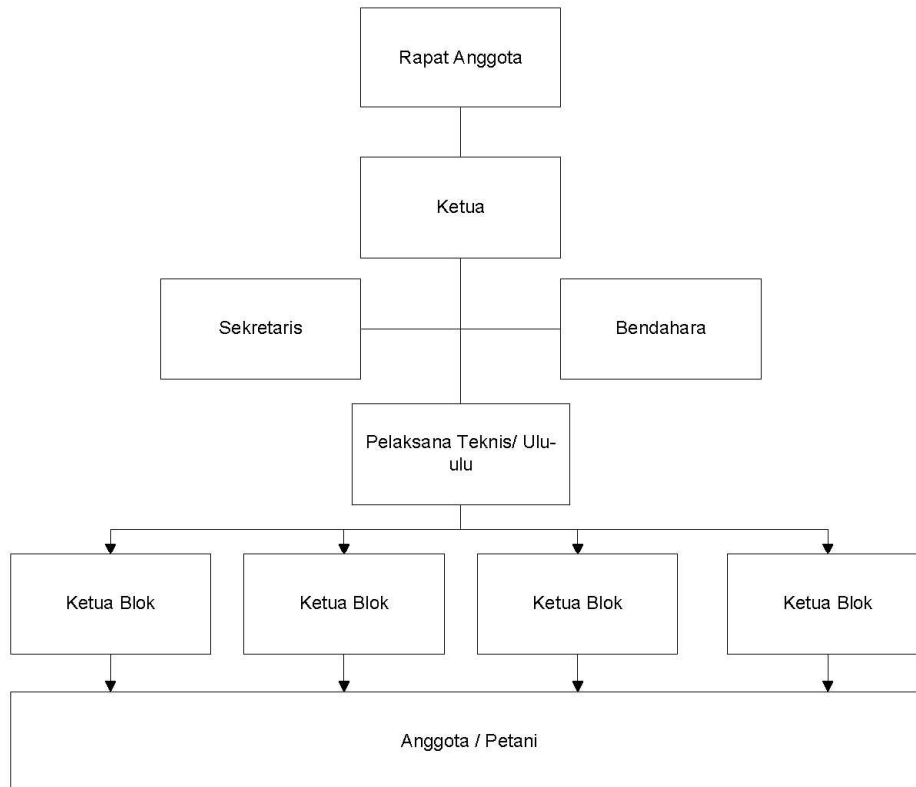 Rapat Anggota
Ketua
Sekretaris
Bendahara
Pelaksana Teknis/ Ulu-
ulu
Ketua Blok
Ketua Blok
Ketua Blok
Ketua Blok
Anggota / Petani